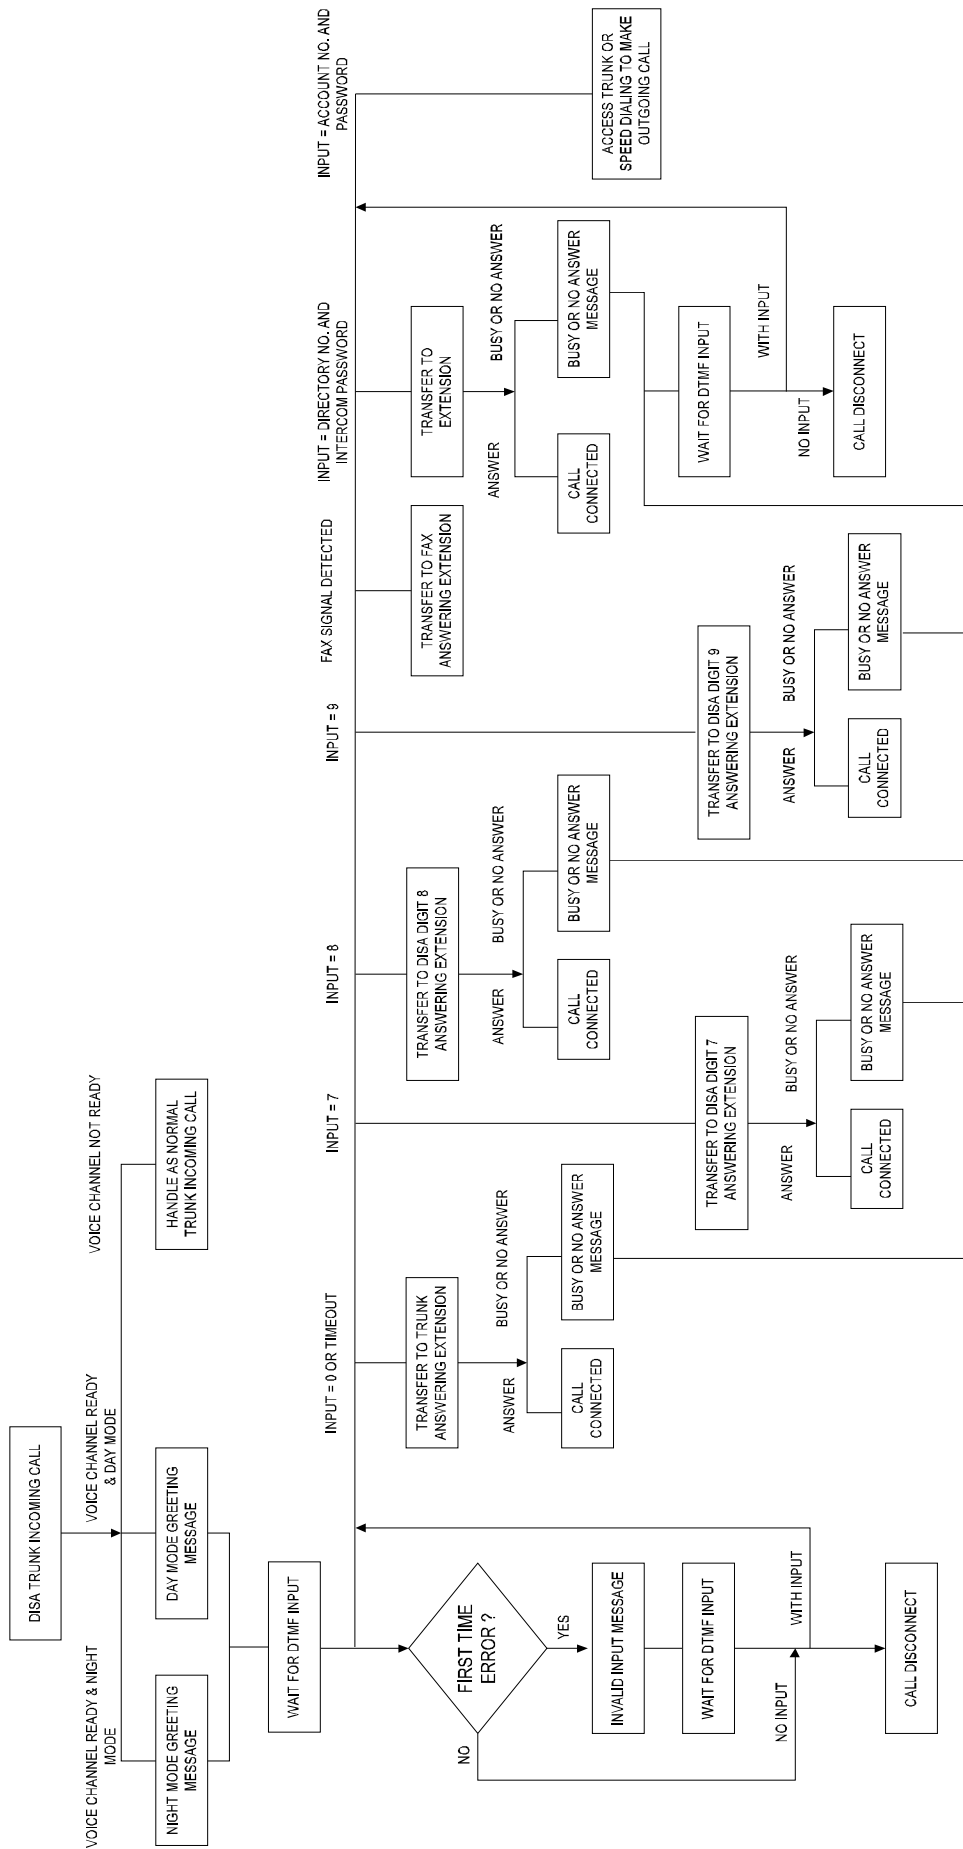 DISA TRUNK INCOMING CALL
VOICE CHANNEL READY & NIGHT
MODE
VOICE CHANNEL READY
& DAY MODE
VOICE CHANNEL NOT READY
NIGHT MODE GREETING
MESSAGE
DAY MODE GREETING
MESSAGE
HANDLE AS NORMAL
TRUNK INCOMING CALL
WAIT FOR DTMF INPUT
INPUT = 0 OR TIMEOUT
INPUT = 7
INPUT = 8
INPUT = 9
FAX SIGNAL DETECTED
INPUT = DIRECTORY NO. AND
INTERCOM PASSWORD
INPUT = ACCOUNT NO. AND
PASSWORD
FIRST TIME
ERROR ?
NO
YES
INVALID INPUT MESSAGE
WAIT FOR DTMF INPUT
NO INPUT
WITH INPUT
CALL DISCONNECT
TRANSFER TO TRUNK
ANSWERING EXTENSION
ANSWER
BUSY OR NO ANSWER
CALL
CONNECTED
BUSY OR NO ANSWER
MESSAGE
TRANSFER TO DISA DIGIT 7
ANSWERING EXTENSION
ANSWER
BUSY OR NO ANSWER
CALL
CONNECTED
BUSY OR NO ANSWER
MESSAGE
TRANSFER TO DISA DIGIT 8
ANSWERING EXTENSION
ANSWER
BUSY OR NO ANSWER
CALL
CONNECTED
BUSY OR NO ANSWER
MESSAGE
TRANSFER TO DISA DIGIT 9
ANSWERING EXTENSION
ANSWER
BUSY OR NO ANSWER
CALL
CONNECTED
BUSY OR NO ANSWER
MESSAGE
TRANSFER TO FAX
ANSWERING EXTENSION
TRANSFER TO
EXTENSION
ANSWER
BUSY OR NO ANSWER
CALL
CONNECTED
BUSY OR NO ANSWER
MESSAGE
WAIT FOR DTMF INPUT
NO INPUT
WITH INPUT
CALL DISCONNECT
ACCESS TRUNK OR
SPEED DIALING TO MAKE
OUTGOING CALL